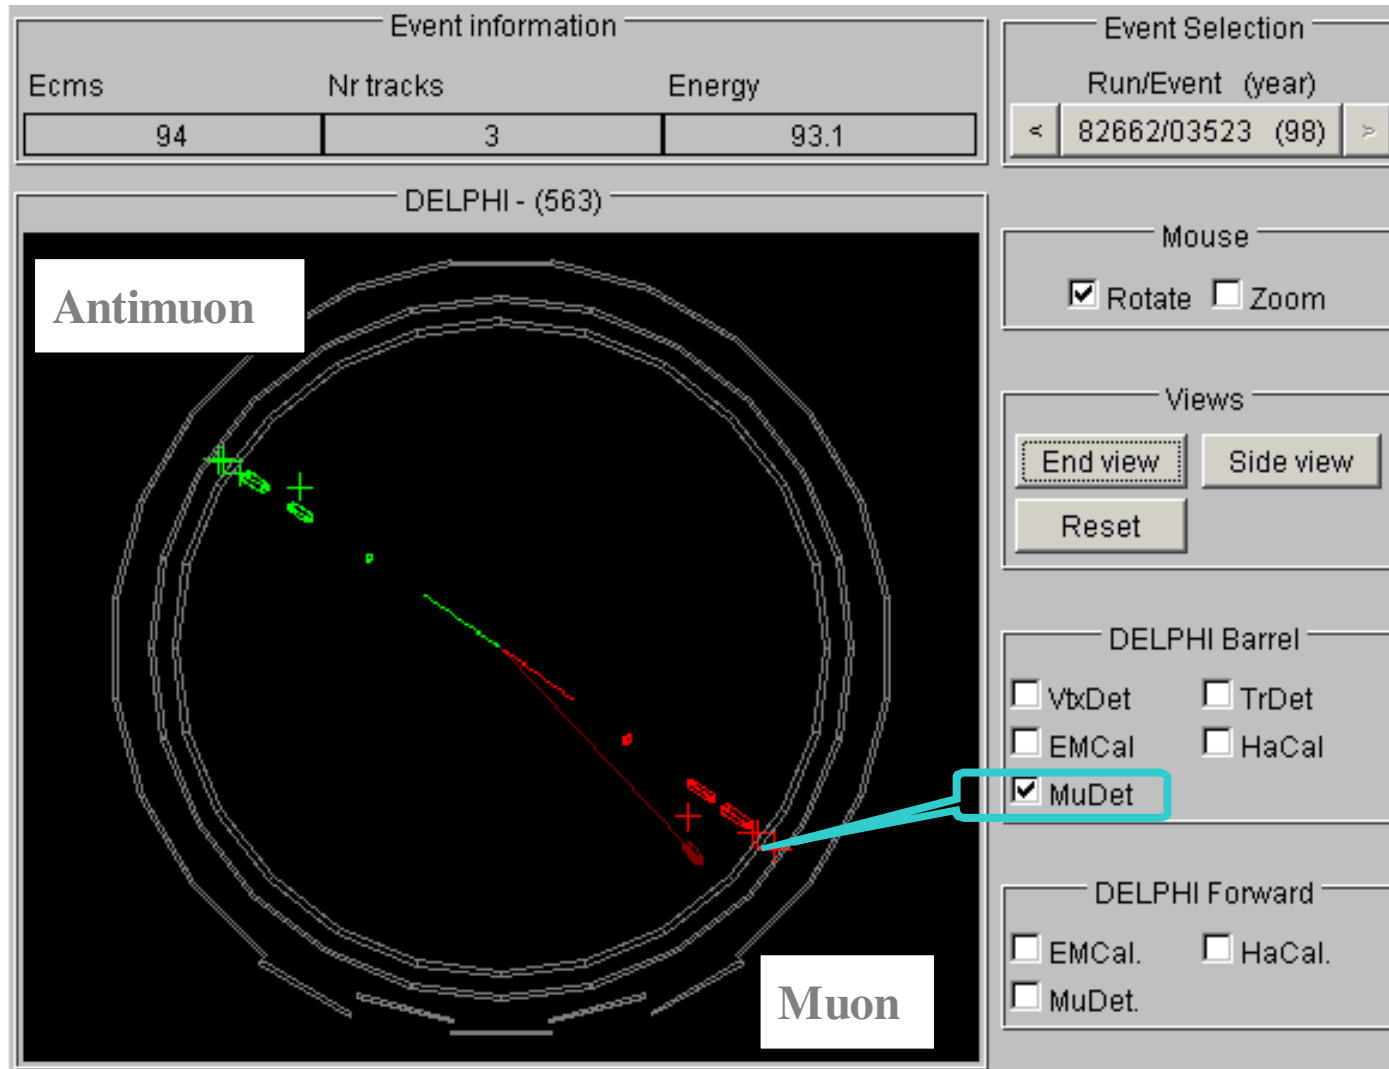 Event information
Ecms Nr tracks Energy
94 3 93.1
Event Selection
Run/Event (year)
< 82662/03523 (98) >
DELPHI - (563)
Antimuon
Muon
Mouse
Rotate Zoom
Views
End view Side view
Reset
DELPHI Barrel
VtxDet TrDet
EMCal HaCal
MuDet
DELPHI Forward
EMCal. HaCal.
MuDet.